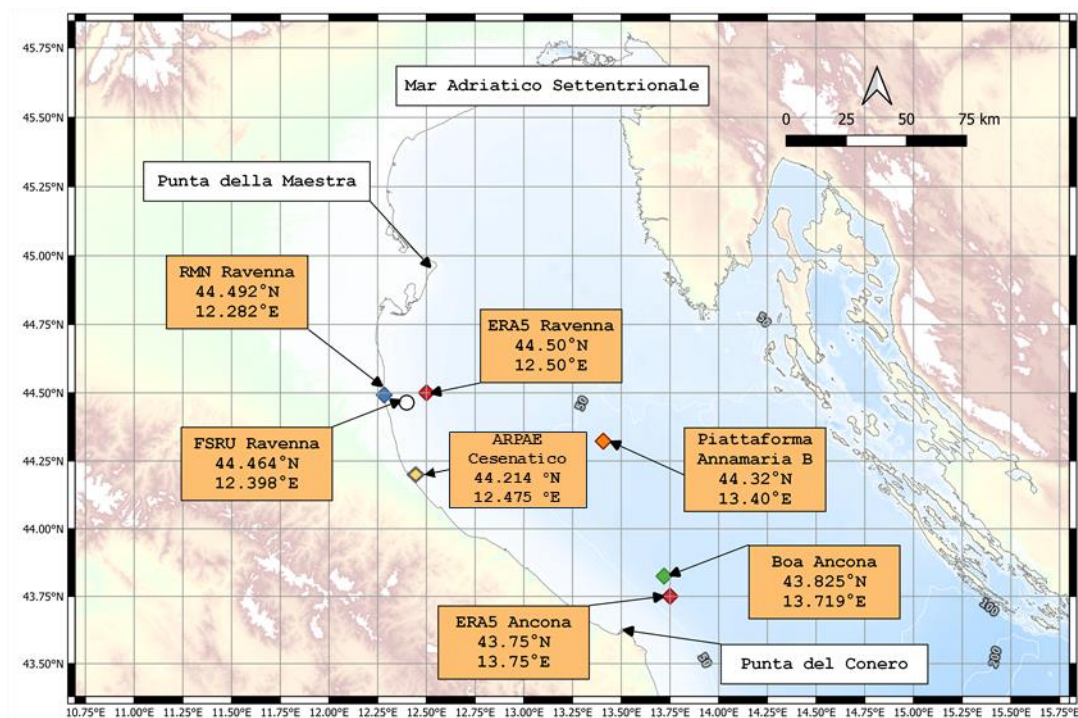 Mar Adriatico Settentrionale
0 25 50 75 km
Punta della Maestra
RMN Ravenna
44.492°N
12.282°E
ERA5 Ravenna
44.50°N
12.50°E
FSRU Ravenna
44.464°N
12.398°E
ARPAE
Cesenatico
44.214 °N
12.475 °E
Piattaforma
Annamaria B
44.32°N
13.40°E
Boa Ancona
43.825°N
13.719°E
ERA5 Ancona
43.75°N
13.75°E
Punta del Conero
50
50
50
100
200
45.75°N
45.50°N
45.25°N
45.00°N
44.75°N
44.50°N
44.25°N
44.00°N
43.75°N
43.50°N
10.75°E 11.00°E 11.25°E 11.50°E 11.75°E 12.00°E 12.25°E 12.50°E 12.75°E 13.00°E 13.25°E 13.50°E 13.75°E 14.00°E 14.25°E 14.50°E 14.75°E 15.00°E 15.25°E 15.50°E 15.75°E